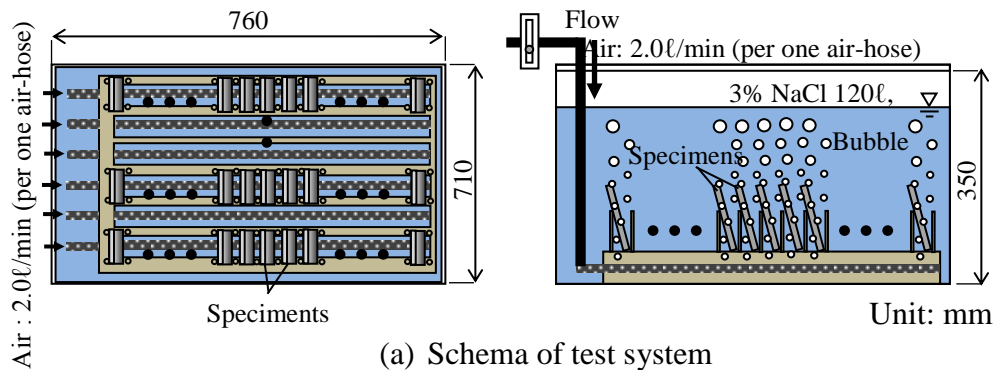 760
Air : 2.0ℓ/min (per one air-hose)
710
Speciments
Flow
Air: 2.0ℓ/min (per one air-hose)
3% NaCl 120ℓ,
Specimens
Bubble
350
Unit: mm
(a) Schema of test system